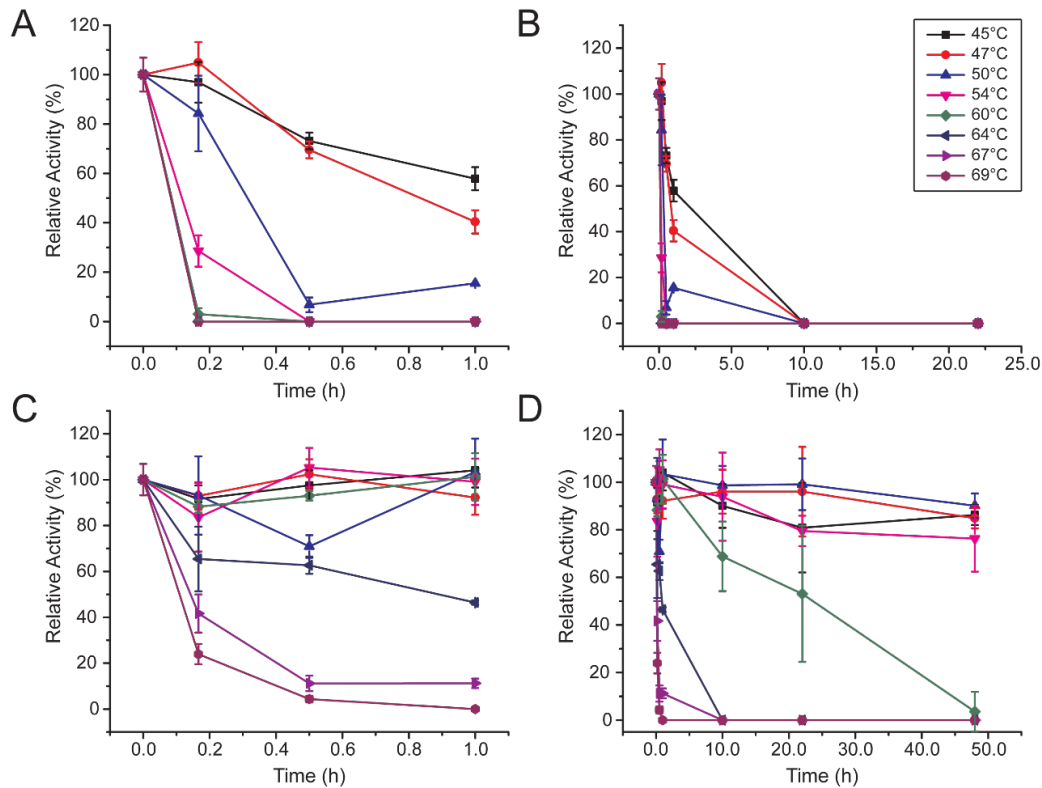 A
120
100
80
60
40
20
0
Relative Activity (%)
0.0 0.2 0.4 0.6 0.8 1.0
Time (h)
B
120
100
80
60
40
20
0
Relative Activity (%)
0.0 5.0 10.0 15.0 20.0 25.0
Time (h)
45°C
47°C
50°C
54°C
60°C
64°C
67°C
69°C
C
120
100
80
60
40
20
0
Relative Activity (%)
0.0 0.2 0.4 0.6 0.8 1.0
Time (h)
D
120
100
80
60
40
20
0
Relative Activity (%)
0.0 10.0 20.0 30.0 40.0 50.0
Time (h)